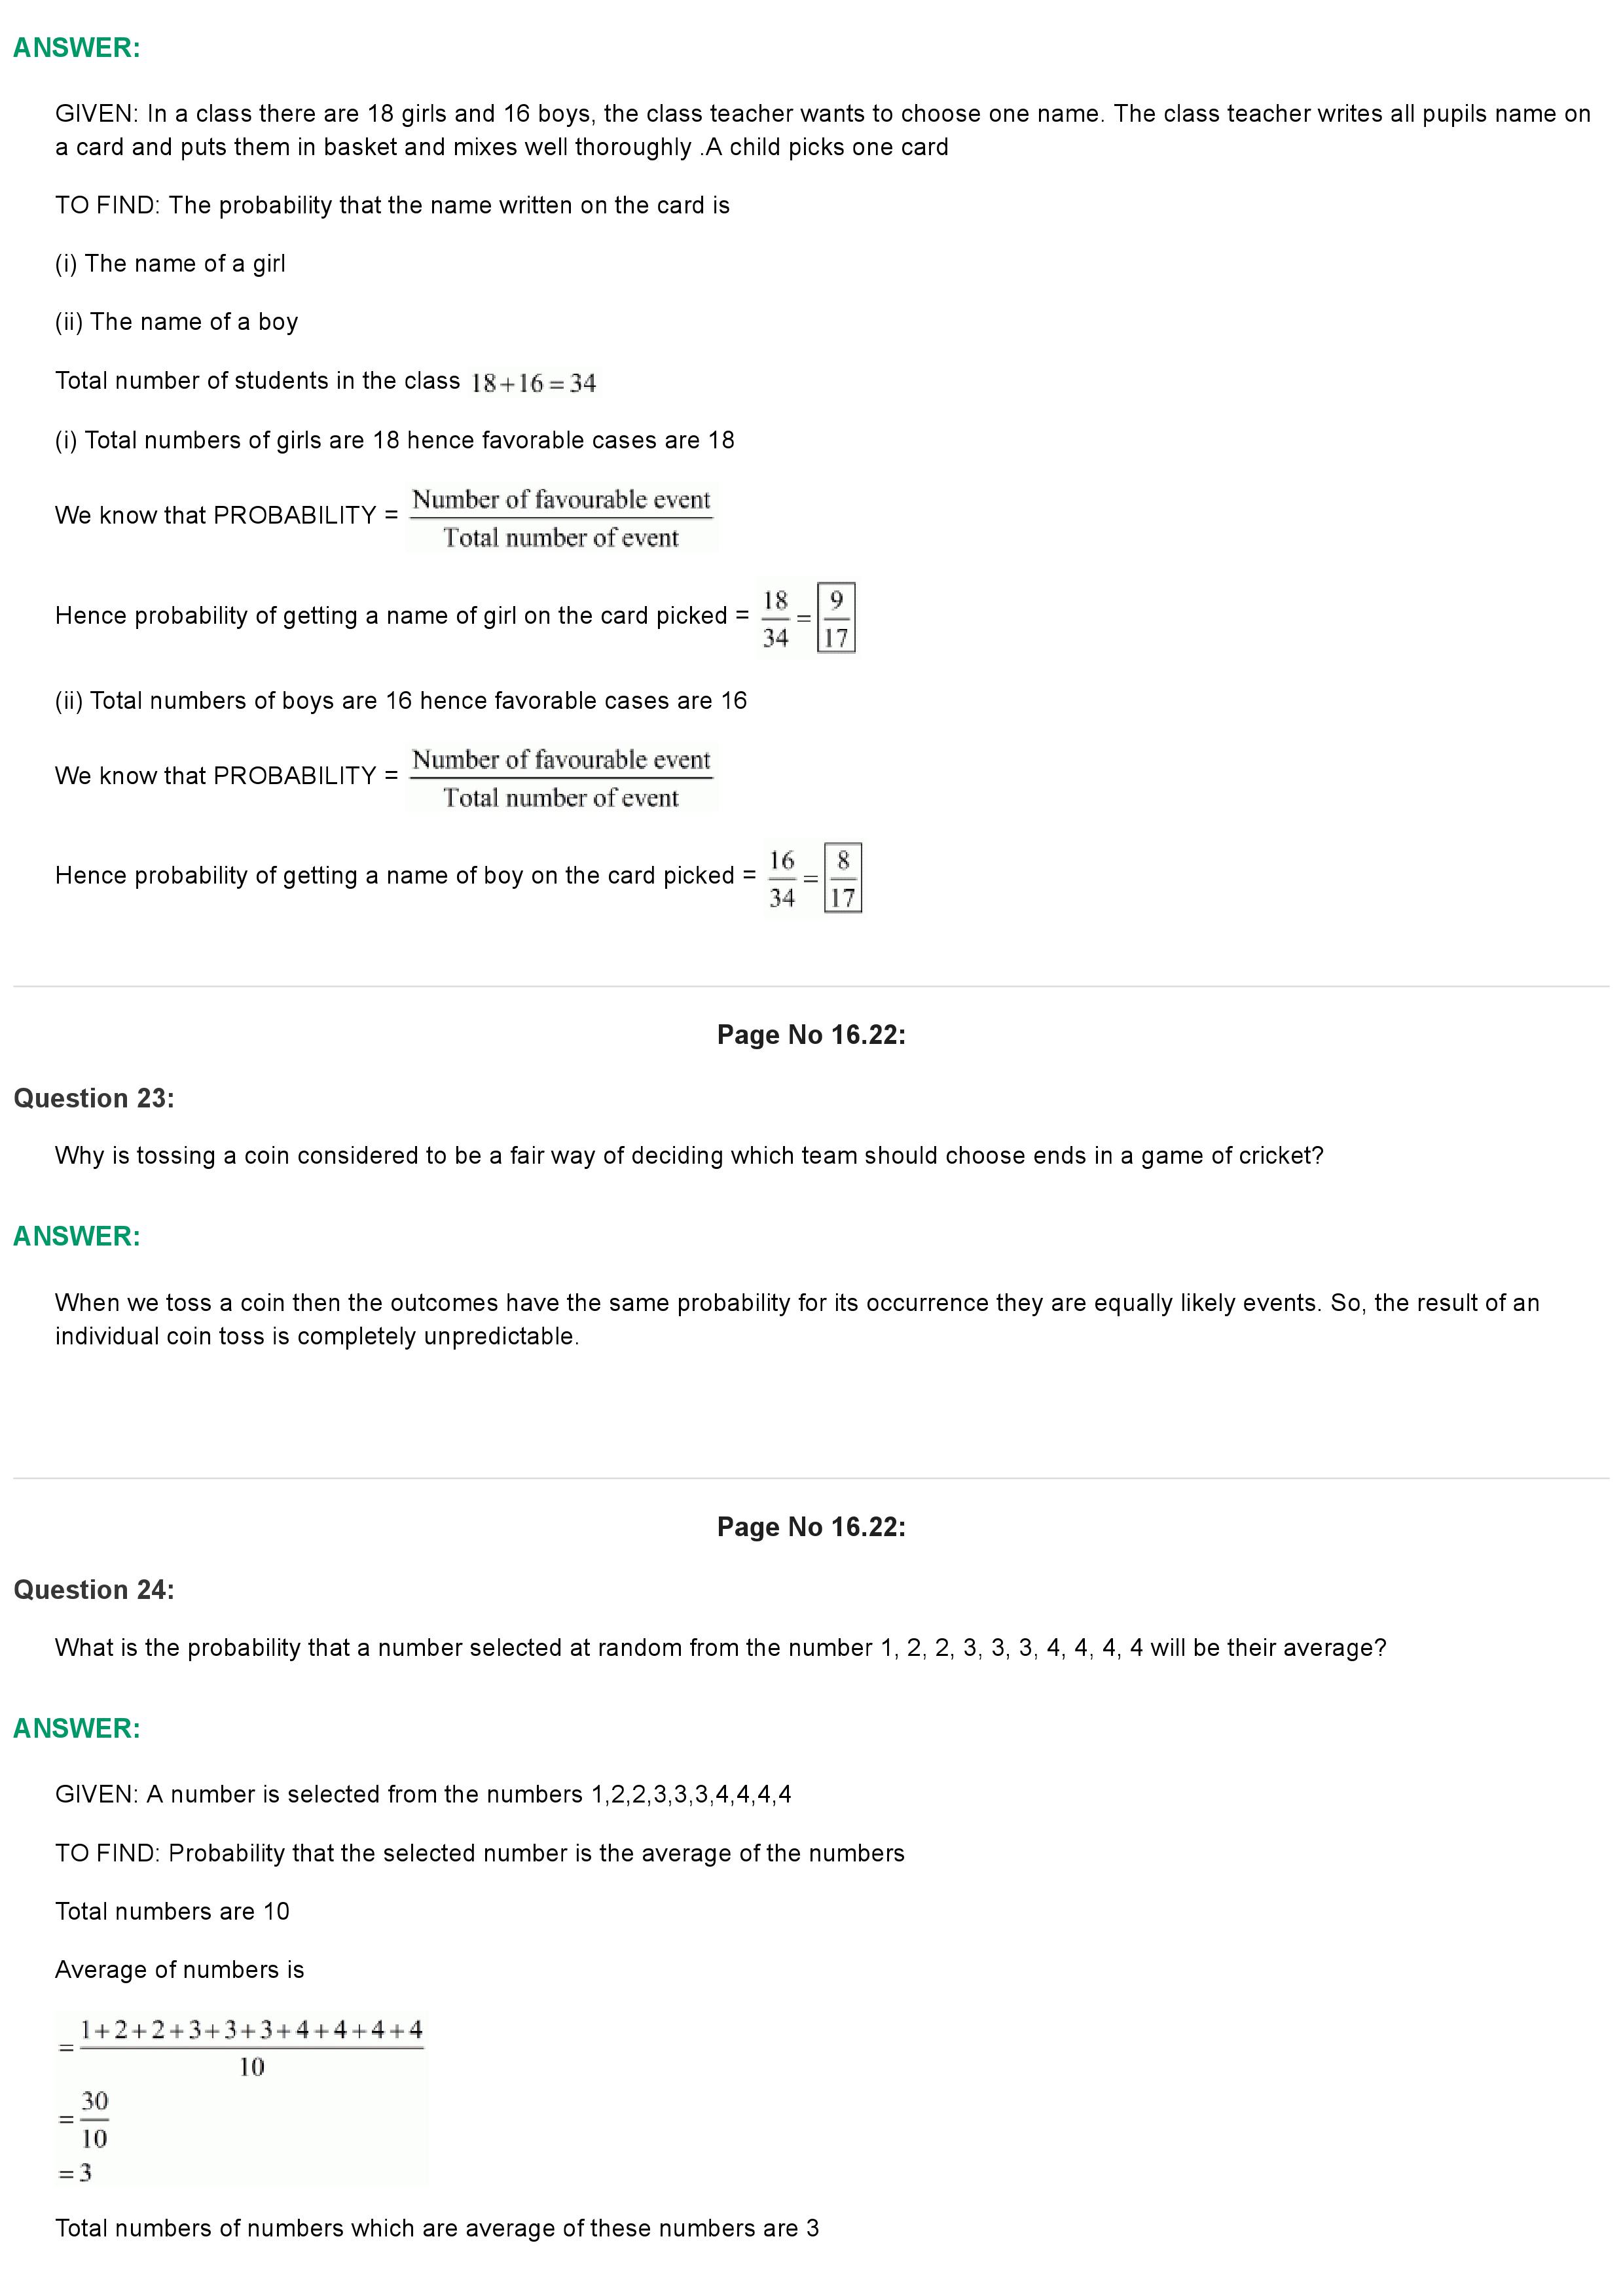 ANSWER:
GIVEN: In a class there are 18 girls and 16 boys, the class teacher wants to choose one name. The class teacher writes all pupils name on
a card and puts them in basket and mixes well thoroughly .A child picks one card
TO FIND: The probability that the name written on the card is
(i) The name of a girl
(ii) The name of a boy
Total number of students in the class 18+16=34
(i) Total numbers of girls are 18 hence favorable cases are 18
We know that PROBABILITY = Number of favourable event / Total number of event
Hence probability of getting a name of girl on the card picked = 18/34 = 9/17
(ii) Total numbers of boys are 16 hence favorable cases are 16
We know that PROBABILITY = Number of favourable event / Total number of event
Hence probability of getting a name of boy on the card picked = 16/34 = 8/17
Page No 16.22:
Question 23:
Why is tossing a coin considered to be a fair way of deciding which team should choose ends in a game of cricket?
ANSWER:
When we toss a coin then the outcomes have the same probability for its occurrence they are equally likely events. So, the result of an
individual coin toss is completely unpredictable.
Page No 16.22:
Question 24:
What is the probability that a number selected at random from the number 1, 2, 2, 3, 3, 3, 4, 4, 4, 4 will be their average?
ANSWER:
GIVEN: A number is selected from the numbers 1,2,2,3,3,3,4,4,4,4
TO FIND: Probability that the selected number is the average of the numbers
Total numbers are 10
Average of numbers is
= 1+2+2+3+3+3+4+4+4+4 / 10
= 30/10
= 3
Total numbers of numbers which are average of these numbers are 3